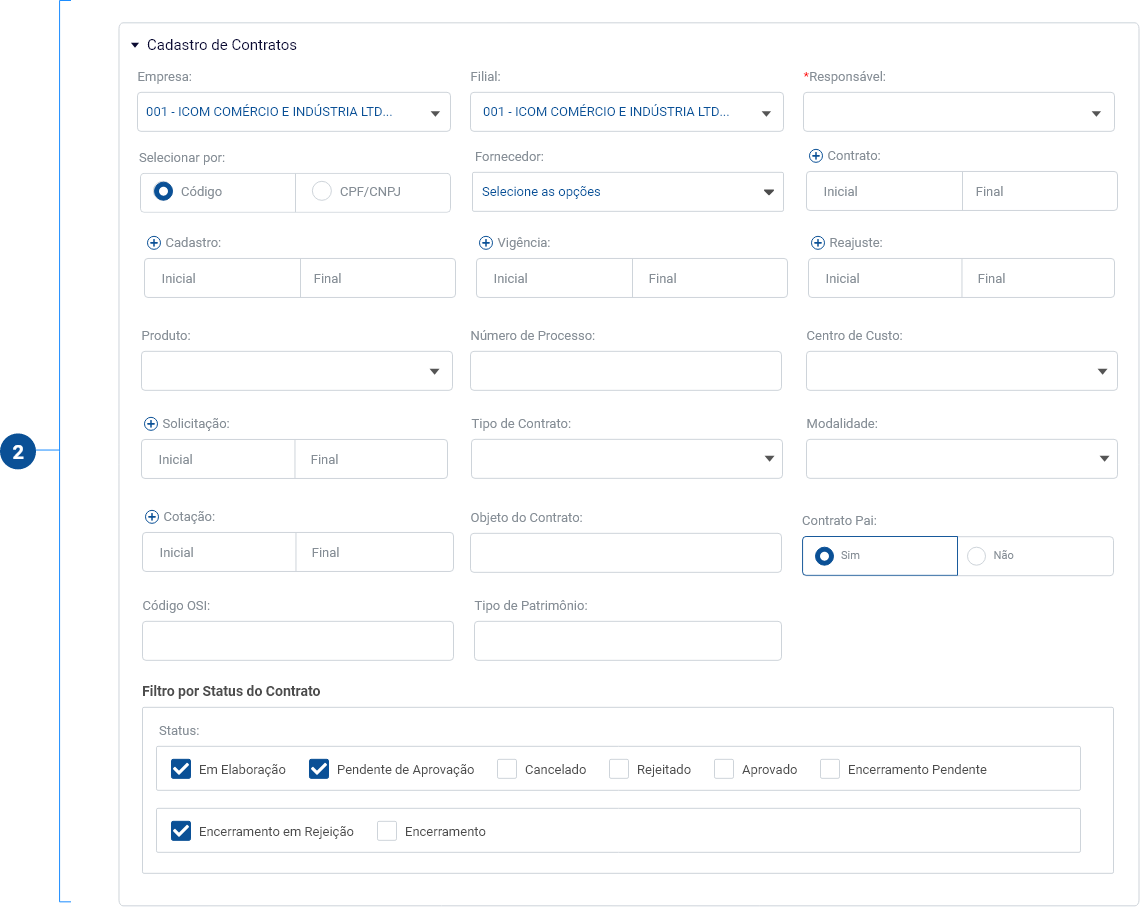 Cadastro de Contratos
Empresa:
Filial:
*Responsável:
001 - ICOM COMÉRCIO E INDÚSTRIA LTD...
001 - ICOM COMÉRCIO E INDÚSTRIA LTD...
Selecionar por:
Fornecedor:
Contrato:
Código
CPF/CNPJ
Selecione as opções
Inicial
Final
Cadastro:
Vigência:
Reajuste:
Inicial
Final
Inicial
Final
Inicial
Final
Produto:
Número de Processo:
Centro de Custo:
Solicitação:
Tipo de Contrato:
Modalidade:
2
Inicial
Final
Cotação:
Objeto do Contrato:
Contrato Pai:
Inicial
Final
Sim
Não
Código OSI:
Tipo de Patrimônio:
Filtro por Status do Contrato
Status:
Em Elaboração
Pendente de Aprovação
Cancelado
Rejeitado
Aprovado
Encerramento Pendente
Encerramento em Rejeição
Encerramento